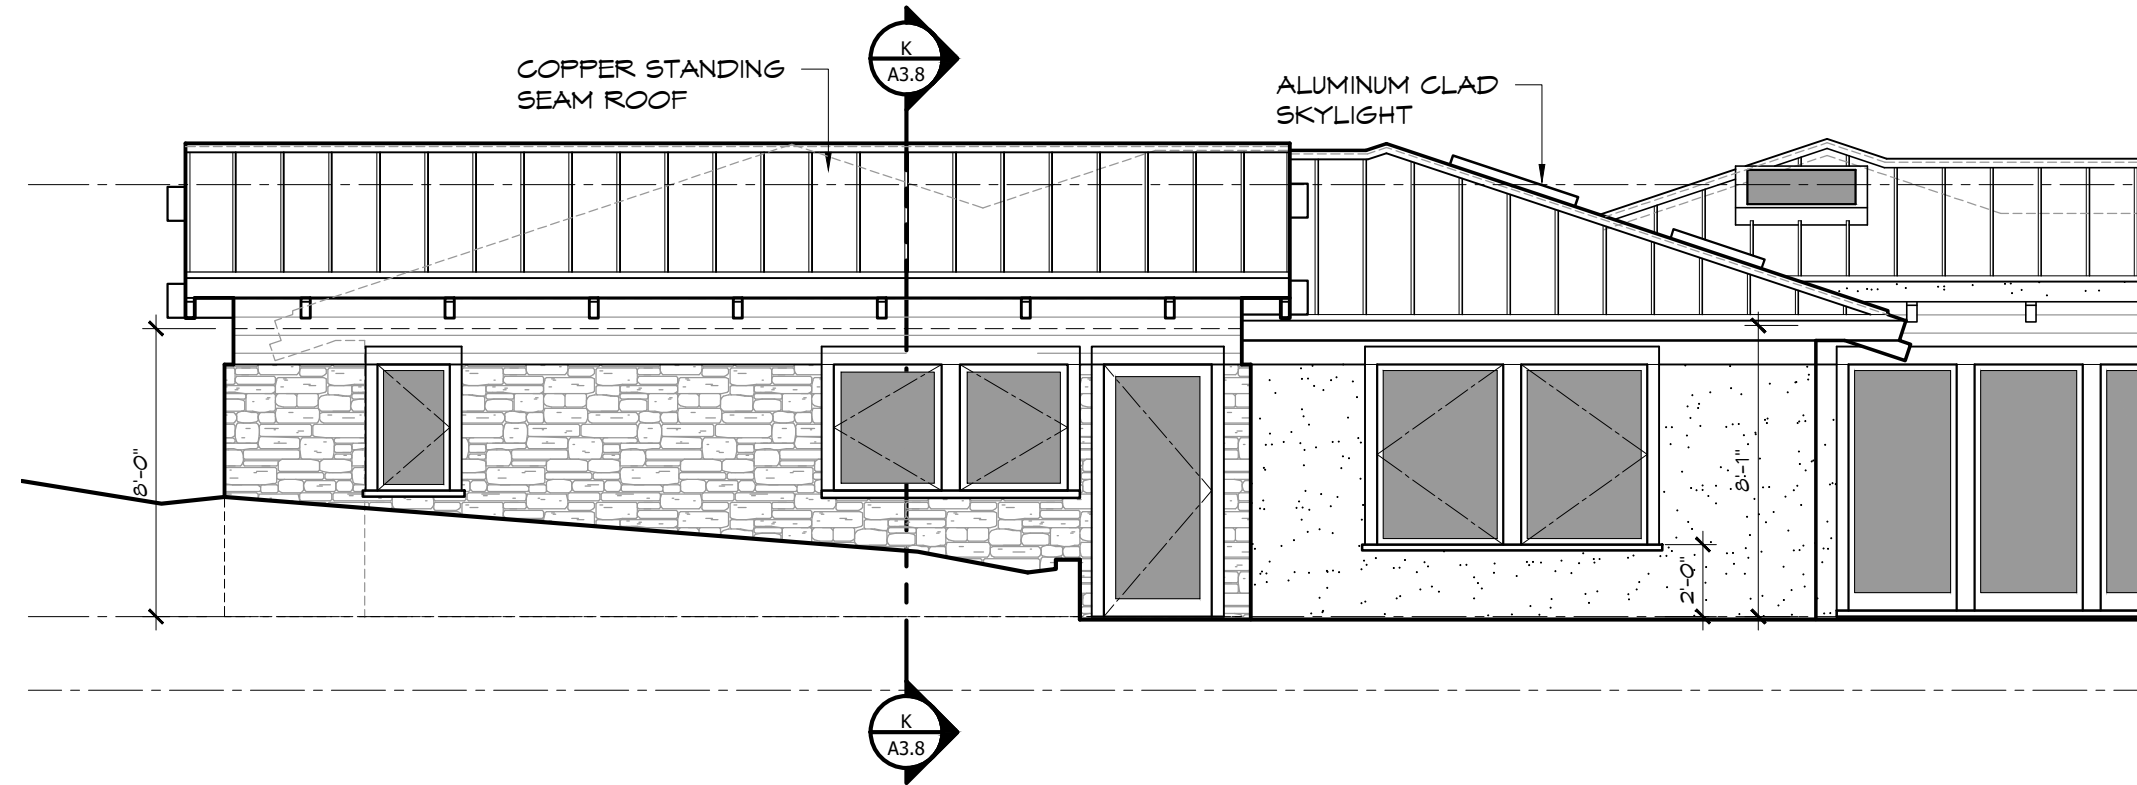 K
A3.8
COPPER STANDING
SEAM ROOF
ALUMINUM CLAD
SKYLIGHT
8'-0"
8'-1"
2'-0"
K
A3.8